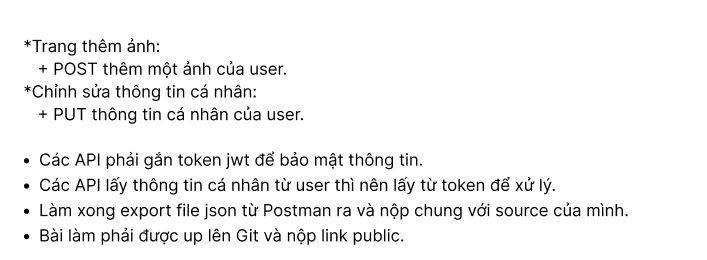 *Trang thêm ảnh:
+ POST thêm một ảnh của user.
*Chỉnh sửa thông tin cá nhân:
+ PUT thông tin cá nhân của user.
• Các API phải gắn token jwt để bảo mật thông tin.
• Các API lấy thông tin cá nhân từ user thì nên lấy từ token để xử lý.
• Làm xong export file json từ Postman ra và nộp chung với source của mình.
• Bài làm phải được up lên Git và nộp link public.